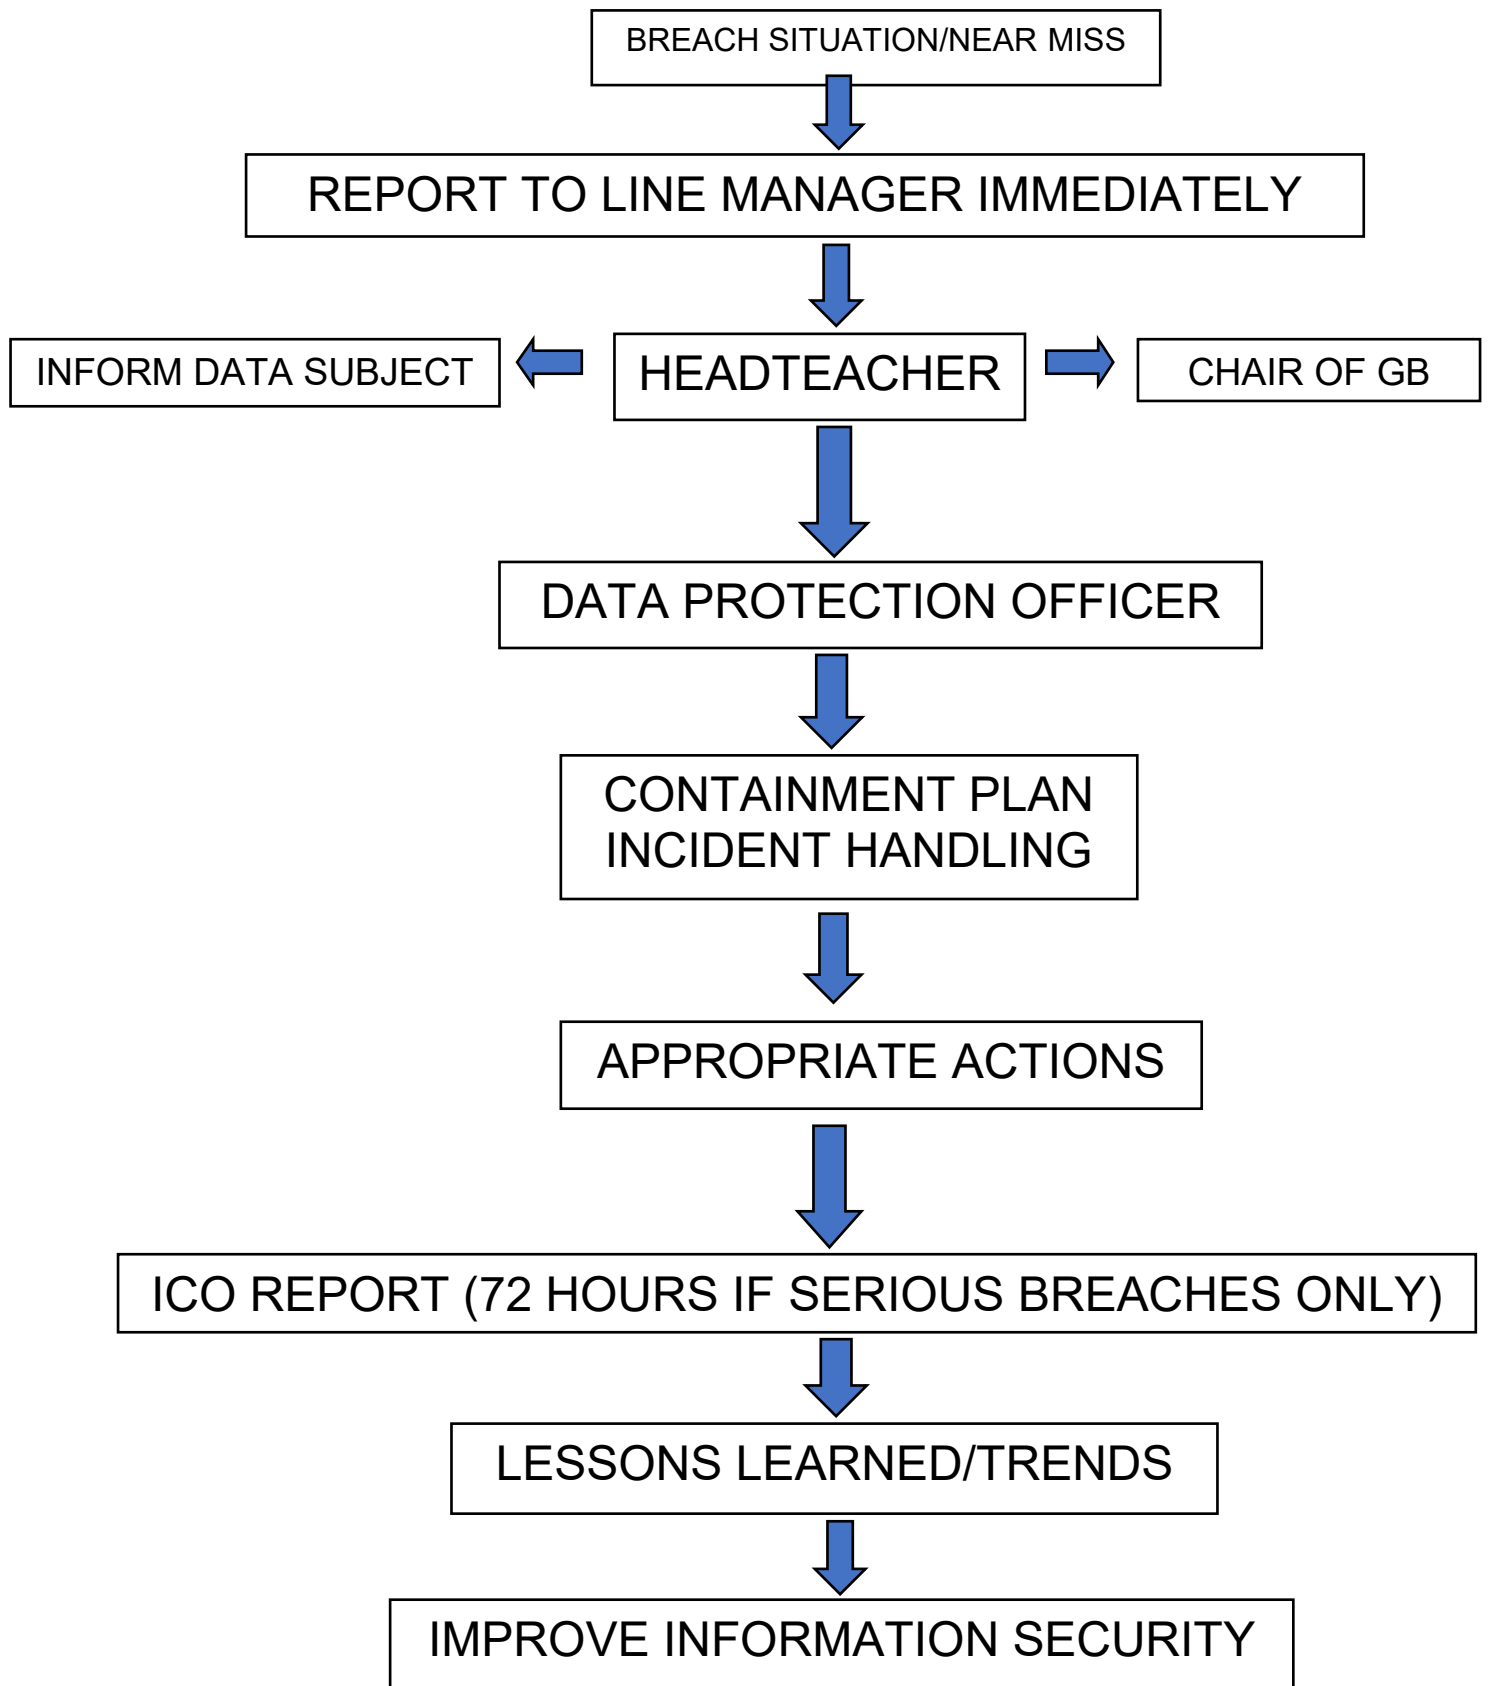 BREACH SITUATION/NEAR MISS
REPORT TO LINE MANAGER IMMEDIATELY
INFORM DATA SUBJECT
HEADTEACHER
CHAIR OF GB
DATA PROTECTION OFFICER
CONTAINMENT PLAN
INCIDENT HANDLING
APPROPRIATE ACTIONS
ICO REPORT (72 HOURS IF SERIOUS BREACHES ONLY)
LESSONS LEARNED/TRENDS
IMPROVE INFORMATION SECURITY